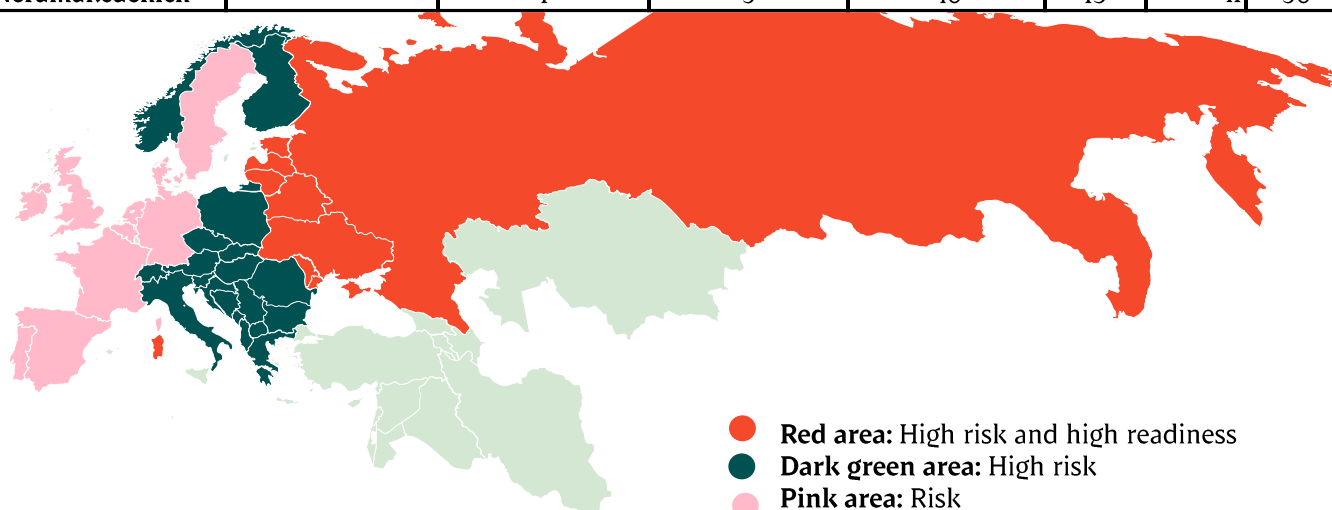 Red area: High risk and high readiness
Dark green area: High risk
Pink area: Risk